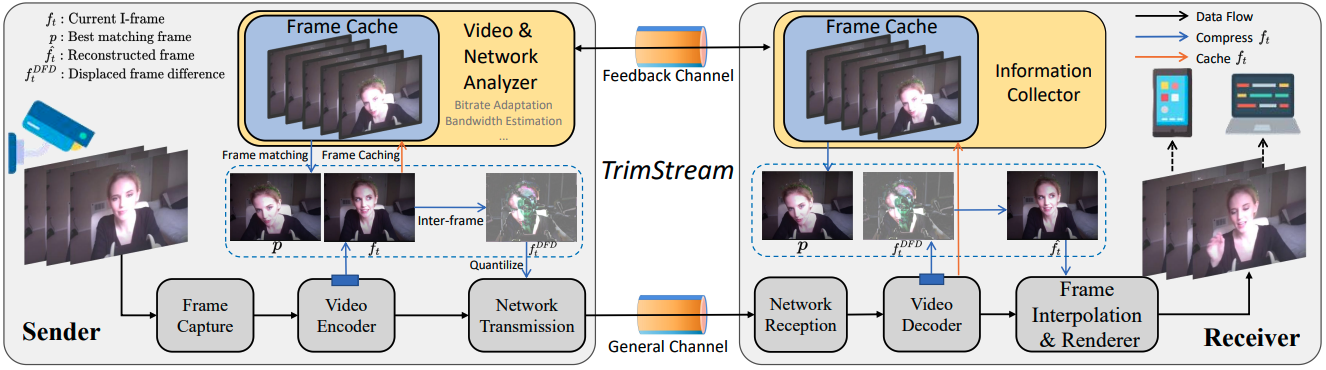 f_t : Current I-frame
p : Best matching frame
f̂_t : Reconstructed frame
f_t^{DFD} : Displaced frame difference
Frame Cache
Video &
Network
Analyzer
Bitrate Adaptation
Bandwidth Estimation
...
Frame matching
Frame Caching
p
f_t
Inter-frame
f_t^{DFD}
Quantilize
Sender
Frame
Capture
Video
Encoder
Network
Transmission
Feedback Channel
TrimStream
General Channel
Frame Cache
Information
Collector
Data Flow
Compress f_t
Cache f_t
p
f_t^{DFD}
f̂_t
Network
Reception
Video
Decoder
Frame
Interpolation
& Renderer
Receiver